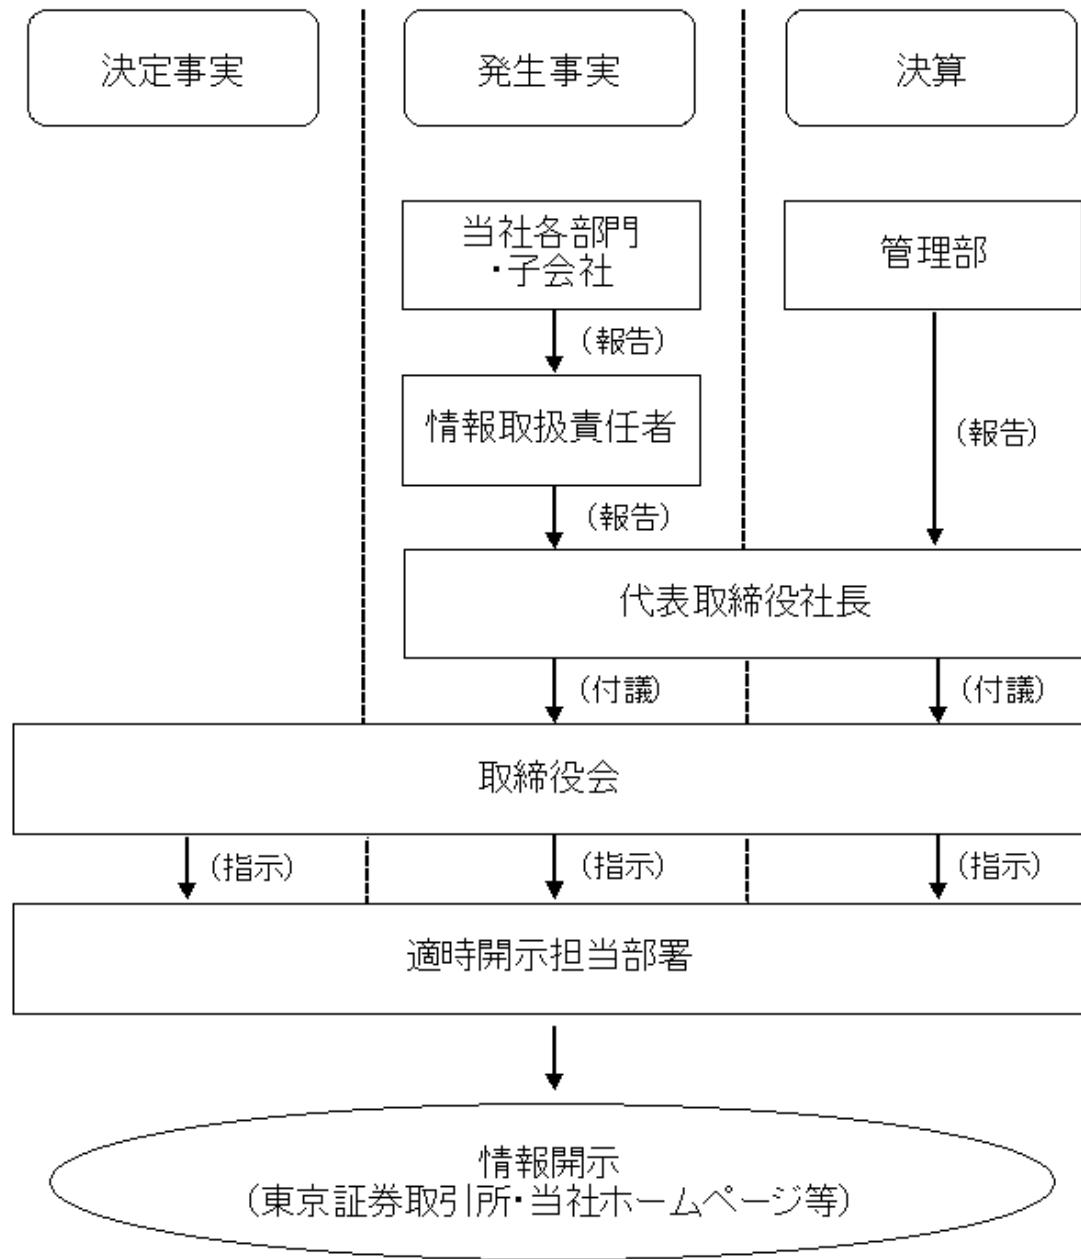 決定事実
発生事実
決算
当社各部門
・子会社
管理部
(報告)
情報取扱責任者
(報告)
(報告)
代表取締役社長
(付議)
(付議)
取締役会
(指示)
(指示)
(指示)
適時開示担当部署
情報開示
(東京証券取引所・当社ホームページ等)